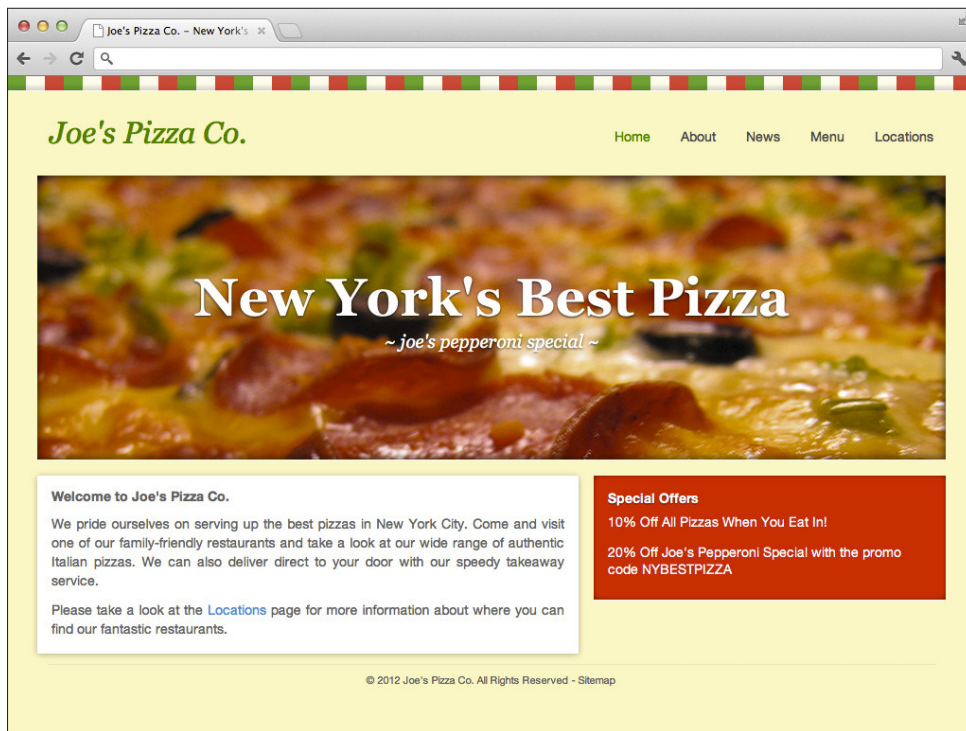 Joe's Pizza Co. – New York's
Joe's Pizza Co.
Home About News Menu Locations
New York's Best Pizza
~ joe's pepperoni special ~
Welcome to Joe's Pizza Co.
We pride ourselves on serving up the best pizzas in New York City. Come and visit
one of our family-friendly restaurants and take a look at our wide range of authentic
Italian pizzas. We can also deliver direct to your door with our speedy takeaway
service.
Please take a look at the Locations page for more information about where you can
find our fantastic restaurants.
Special Offers
10% Off All Pizzas When You Eat In!
20% Off Joe's Pepperoni Special with the promo
code NYBESTPIZZA
© 2012 Joe's Pizza Co. All Rights Reserved - Sitemap